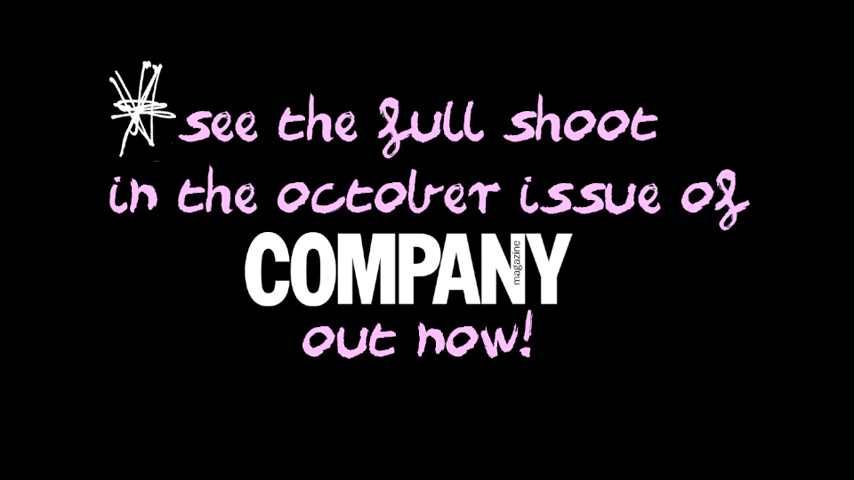 see the full shoot
in the october issue of
COMPANY magazine
out now!